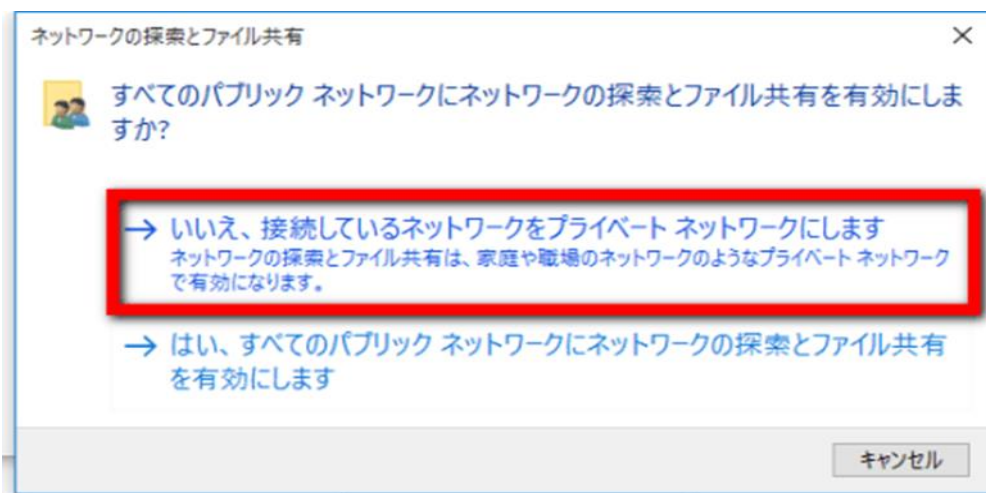 ネットワークの探索とファイル共有
すべてのパブリック ネットワークにネットワークの探索とファイル共有を有効にしま
すか?
→ いいえ、接続しているネットワークをプライベート ネットワークにします
ネットワークの探索とファイル共有は、家庭や職場のネットワークのようなプライベート ネットワーク
で有効になります。
→ はい、すべてのパブリック ネットワークにネットワークの探索とファイル共有
を有効にします
キャンセル